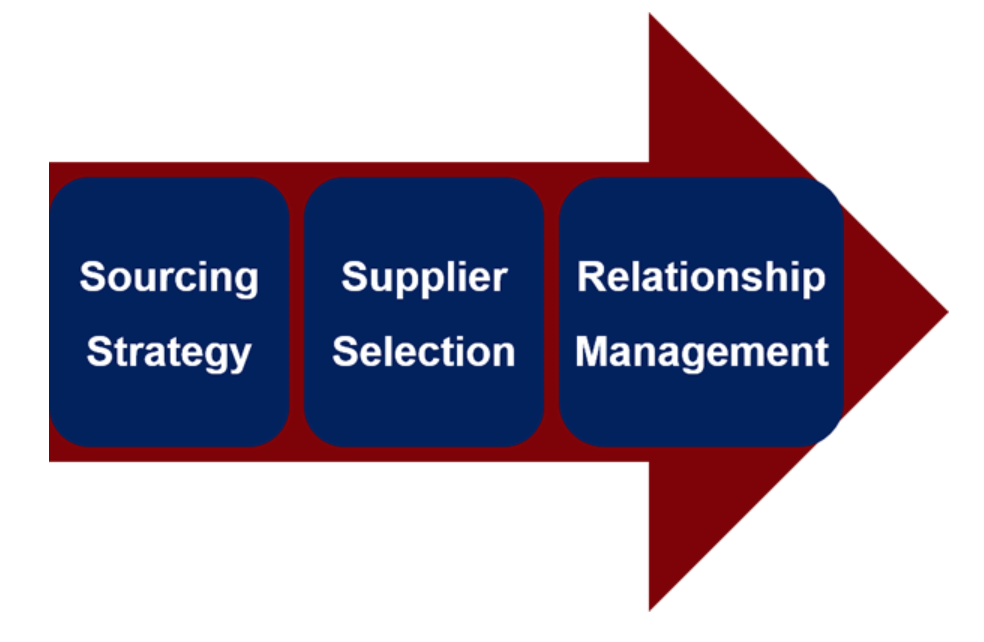 Sourcing
Strategy
Supplier
Selection
Relationship
Management